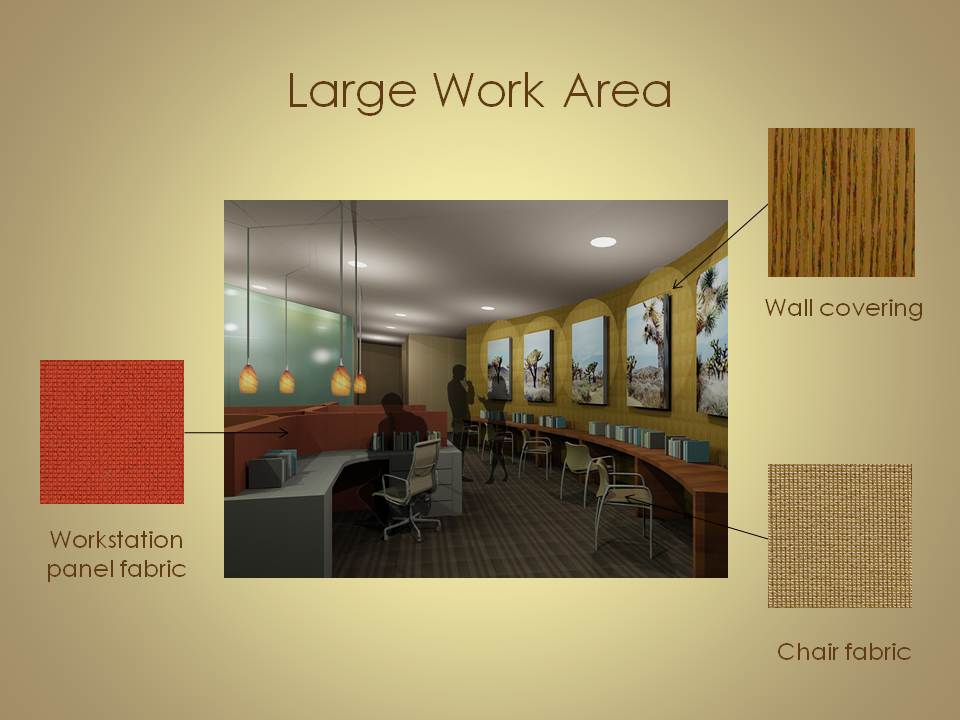 Large Work Area
Wall covering
Workstation
panel fabric
Chair fabric